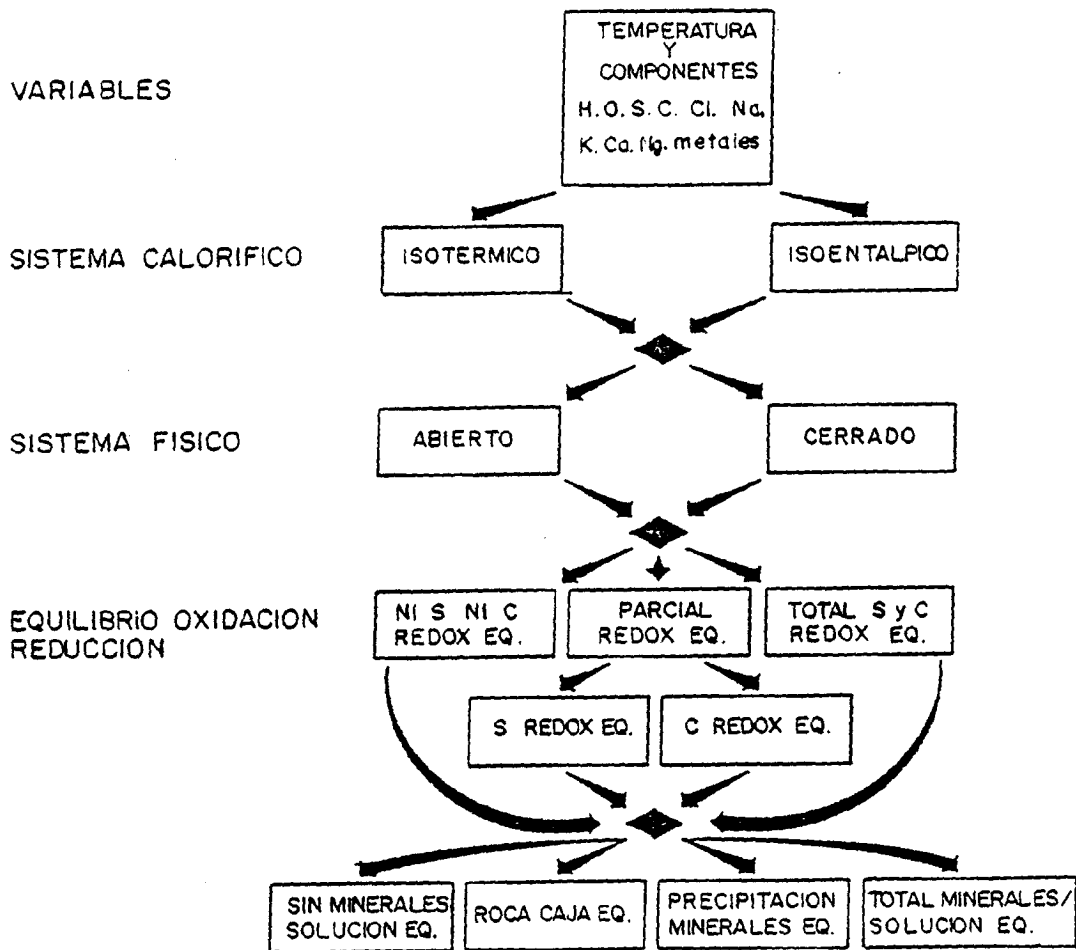 TEMPERATURA
Y
COMPONENTES
H. O. S. C. Cl. Na.
K. Ca. Mg. metales
VARIABLES
SISTEMA CALORIFICO
ISOTERMICO
ISOENTALPICO
SISTEMA FISICO
ABIERTO
CERRADO
EQUILIBRIO OXIDACION
REDUCCION
NI S NI C
REDOX EQ.
PARCIAL
REDOX EQ.
TOTAL S y C
REDOX EQ.
S REDOX EQ.
C REDOX EQ.
SIN MINERALES
SOLUCION EQ.
ROCA CAJA EQ.
PRECIPITACION
MINERALES EQ.
TOTAL MINERALES/
SOLUCION EQ.